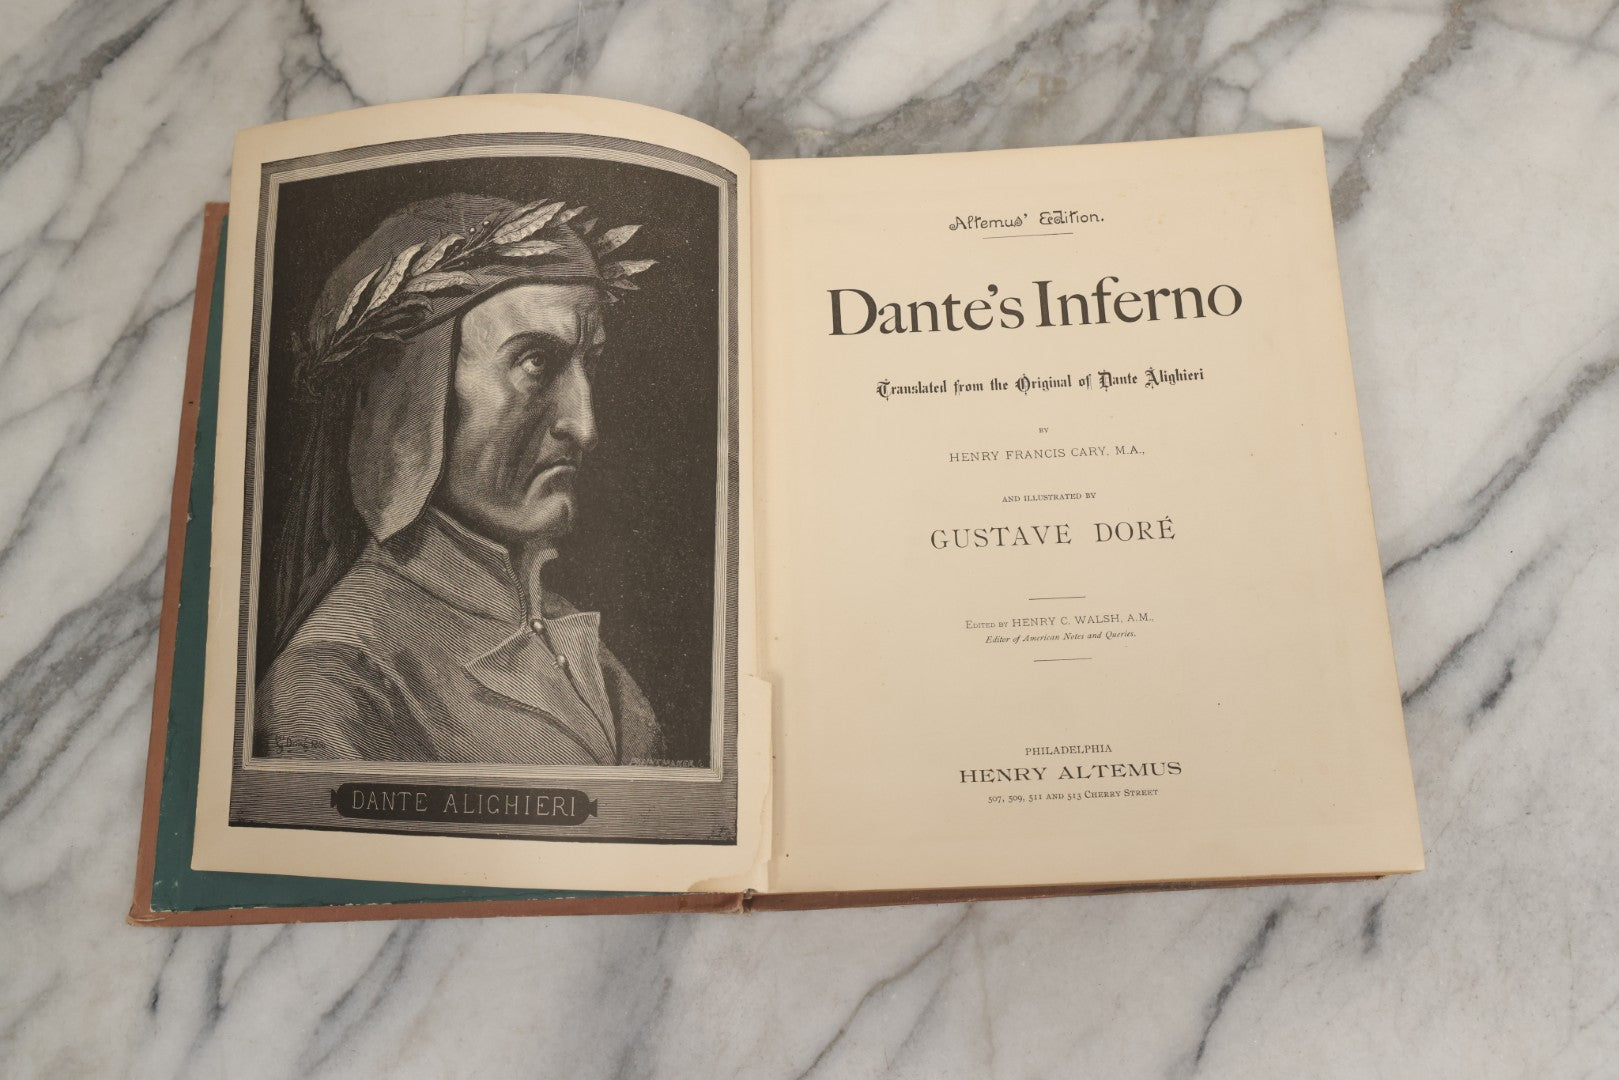 G Doré
DANTE ALIGHIERI
Altemus' Edition.
Dante's Inferno
Translated from the Original of Dante Alighieri
BY
HENRY FRANCIS CARY, M.A.,
AND ILLUSTRATED BY
GUSTAVE DORÉ
EDITED BY HENRY C. WALSH, A.M.,
Editor of American Notes and Queries.
PHILADELPHIA
HENRY ALTEMUS
507, 509, 511 AND 513 CHERRY STREET